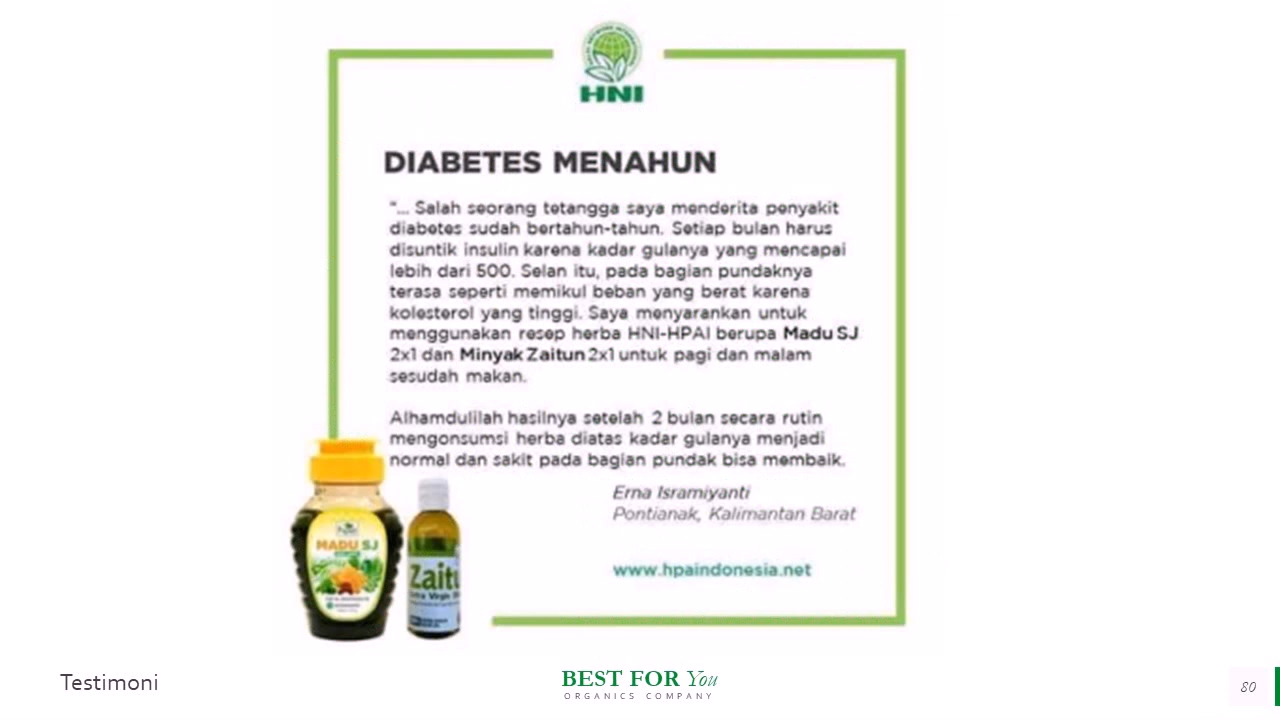 HNI
DIABETES MENAHUN
"... Salah seorang tetangga saya menderita penyakit
diabetes sudah bertahun-tahun. Setiap bulan harus
disuntik insulin karena kadar gulanya yang mencapai
lebih dari 500. Selan itu, pada bagian pundaknya
terasa seperti memikul beban yang berat karena
kolesterol yang tinggi. Saya menyarankan untuk
menggunakan resep herba HNI-HPAI berupa Madu SJ
2x1 dan Minyak Zaitun 2x1 untuk pagi dan malam
sesudah makan.
Alhamdulilah hasilnya setelah 2 bulan secara rutin
mengonsumsi herba diatas kadar gulanya menjadi
normal dan sakit pada bagian pundak bisa membaik.
Erna Isramiyanti
Pontianak, Kalimantan Barat
www.hpaindonesia.net
MADU SJ
Zaitu
Extra Virgin
Testimoni
BEST FOR You
ORGANICS COMPANY
80